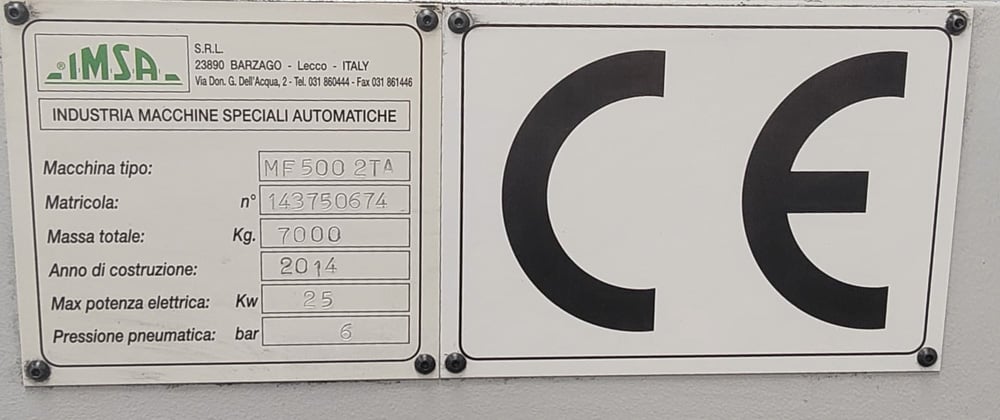 ®IMSA
S.R.L.
23890 BARZAGO - Lecco - ITALY
Via Don. G. Dell'Acqua, 2 - Tel. 031 860444 - Fax 031 861446
INDUSTRIA MACCHINE SPECIALI AUTOMATICHE
Macchina tipo: MF500 2TA
Matricola: n° 143750674
Massa totale: Kg. 7000
Anno di costruzione: 2014
Max potenza elettrica: Kw 25
Pressione pneumatica: bar 6
CE